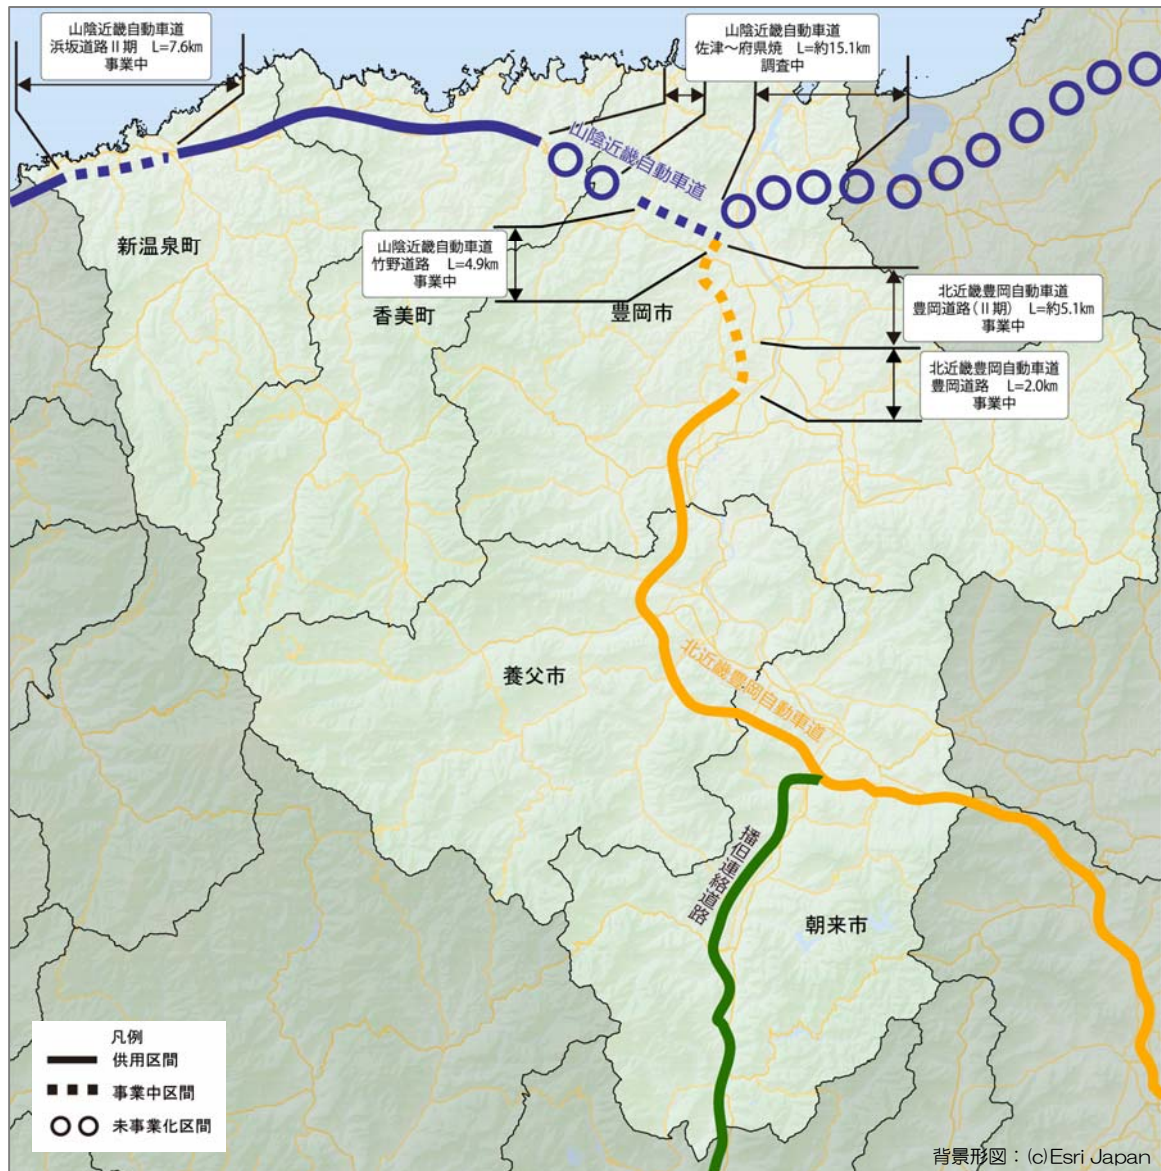 山陰近畿自動車道
浜坂道路Ⅱ期 L=7.6km
事業中
山陰近畿自動車道
佐津～府県焼 L=約15.1km
調査中
山陰近畿自動車道
新温泉町
山陰近畿自動車道
竹野道路 L=4.9km
事業中
香美町
豊岡市
北近畿豊岡自動車道
豊岡道路(Ⅱ期) L=約5.1km
事業中
北近畿豊岡自動車道
豊岡道路 L=2.0km
事業中
養父市
北近畿豊岡自動車道
播但連絡道路
朝来市
凡例
供用区間
事業中区間
未事業化区間
背景形図：(c)Esri Japan